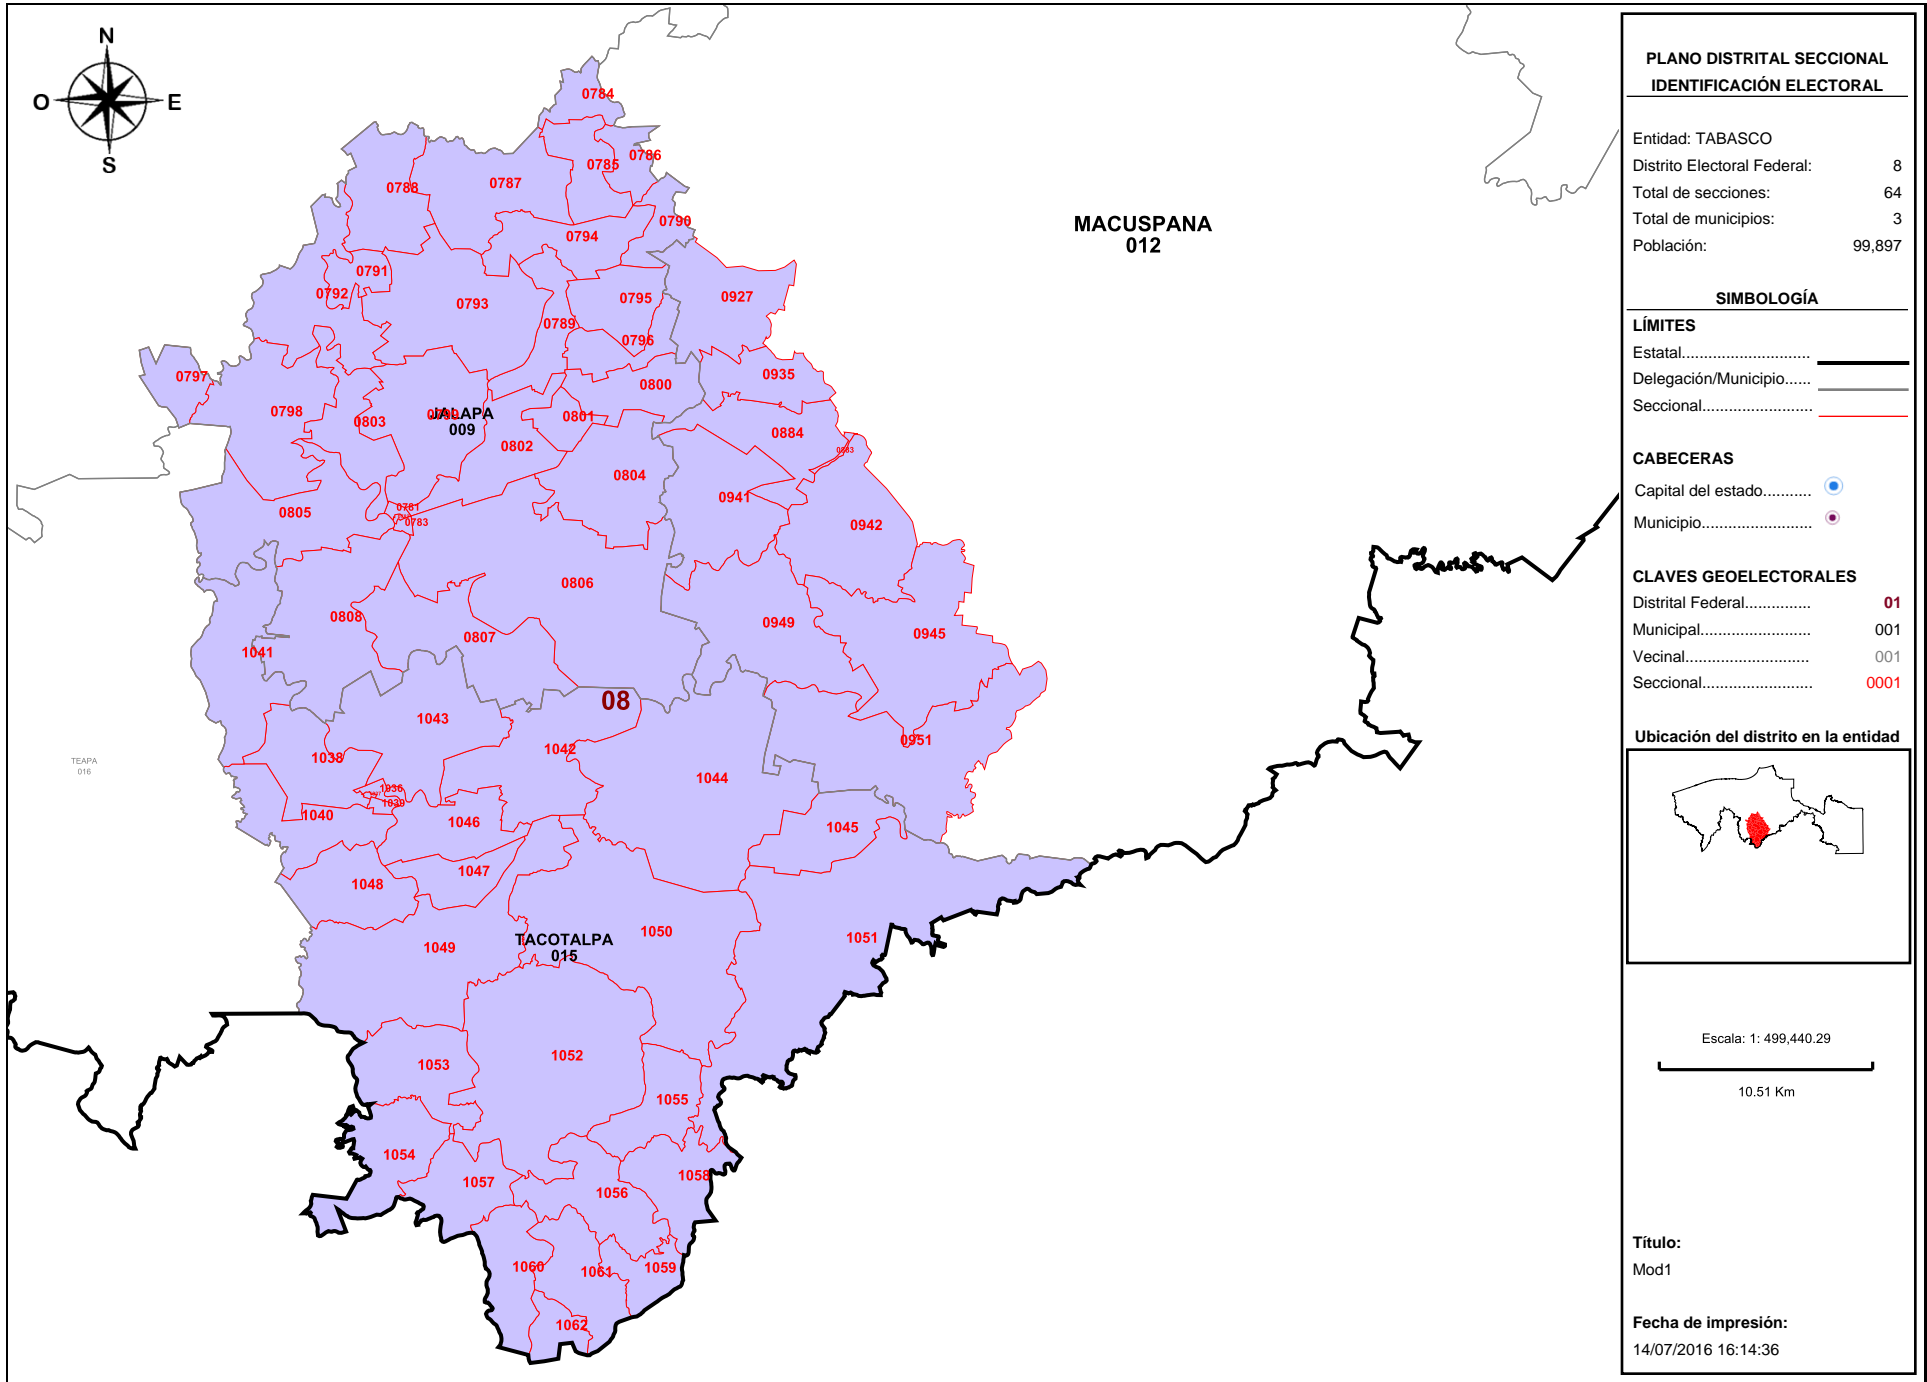 N
O
E
S
0784
0785
0786
0788
0787
0790
0794
MACUSPANA
012
0791
0792
0793
0795
0927
0789
0796
0797
0935
0800
0798
0803
JALAPA
009
0801
0802
0884
0804
0941
0781
0783
0805
0942
0806
0808
0807
0949
0945
1041
08
1043
1042
0951
TEAPA
016
1038
1044
1036
1039
1040
1046
1045
1047
1048
1050
1051
1049
TACOTALPA
015
1052
1053
1055
1054
1058
1057
1056
1060
1061
1059
1062
PLANO DISTRITAL SECCIONAL
IDENTIFICACIÓN ELECTORAL
Entidad: TABASCO
Distrito Electoral Federal: 8
Total de secciones: 64
Total de municipios: 3
Población: 99,897
SIMBOLOGÍA
LÍMITES
Estatal............................
Delegación/Municipio......
Seccional.........................
CABECERAS
Capital del estado...........
Municipio........................
CLAVES GEOELECTORALES
Distrital Federal............... 01
Municipal........................ 001
Vecinal........................... 001
Seccional........................ 0001
Ubicación del distrito en la entidad
Escala: 1: 499,440.29
10.51 Km
Título:
Mod1
Fecha de impresión:
14/07/2016 16:14:36